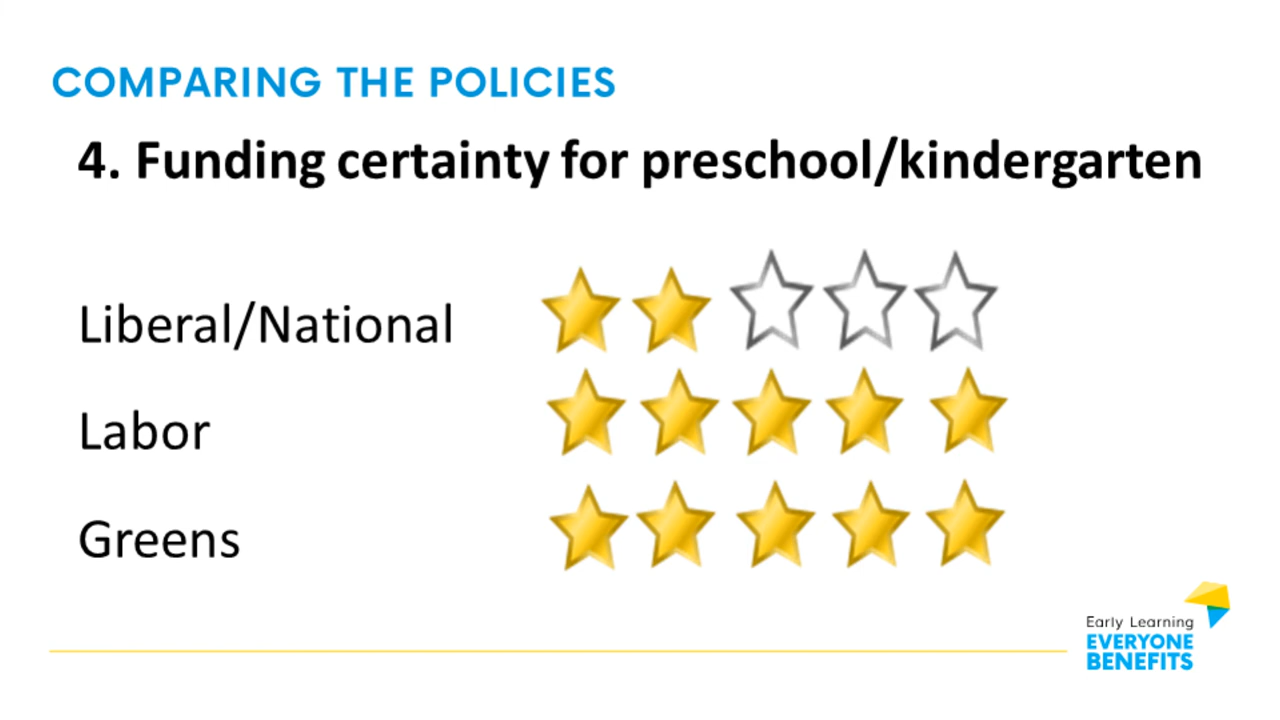 COMPARING THE POLICIES
4. Funding certainty for preschool/kindergarten
Liberal/National
Labor
Greens
Early Learning
EVERYONE
BENEFITS